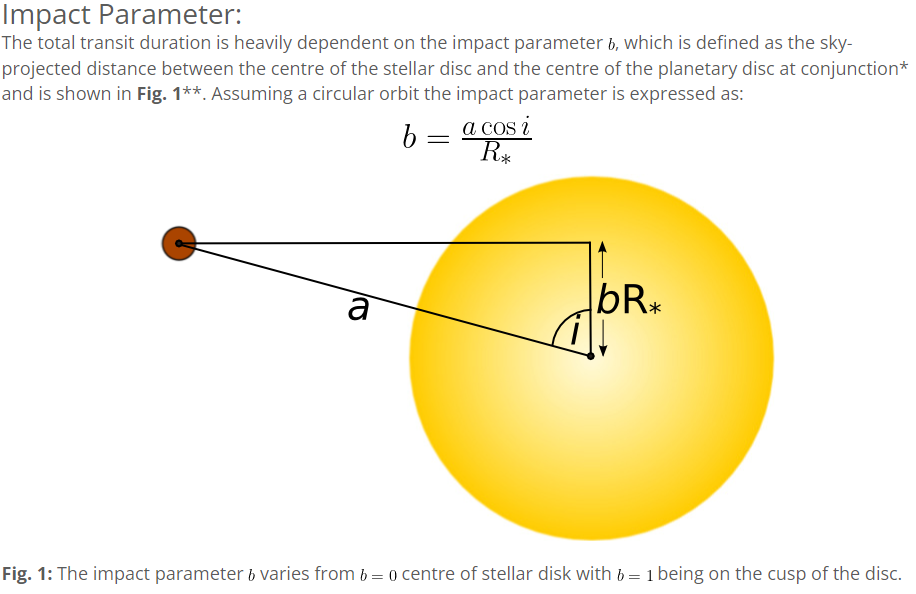 Impact Parameter:
The total transit duration is heavily dependent on the impact parameter b, which is defined as the sky-
projected distance between the centre of the stellar disc and the centre of the planetary disc at conjunction*
and is shown in Fig. 1**. Assuming a circular orbit the impact parameter is expressed as:
b = a cos i / R*
a
i
bR*
Fig. 1: The impact parameter b varies from b = 0 centre of stellar disk with b = 1 being on the cusp of the disc.